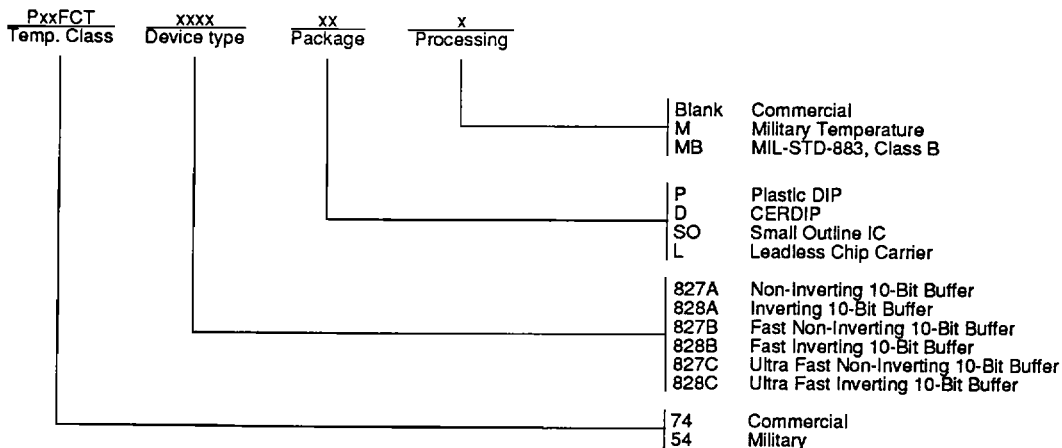 PxxFCT xxxx xx x
Temp. Class Device type Package Processing
Blank Commercial
M Military Temperature
MB MIL-STD-883, Class B
P Plastic DIP
D CERDIP
SO Small Outline IC
L Leadless Chip Carrier
827A Non-Inverting 10-Bit Buffer
828A Inverting 10-Bit Buffer
827B Fast Non-Inverting 10-Bit Buffer
828B Fast Inverting 10-Bit Buffer
827C Ultra Fast Non-Inverting 10-Bit Buffer
828C Ultra Fast Inverting 10-Bit Buffer
74 Commercial
54 Military